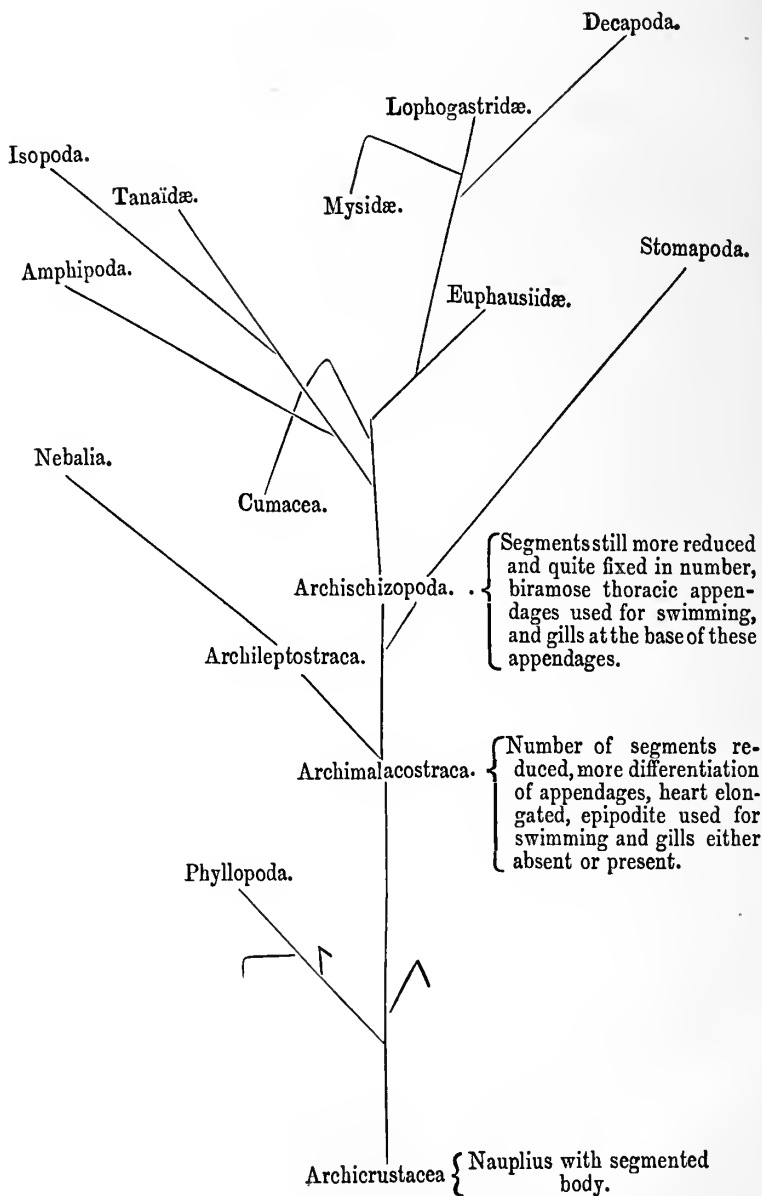 Decapoda.
Lophogastridæ.
Isopoda.
Tanaïdæ.
Mysidæ.
Stomapoda.
Amphipoda.
Euphausiidæ.
Nebalia.
Cumacea.
Archischizopoda.
Segments still more reduced
and quite fixed in number,
biramose thoracic appen-
dages used for swimming,
and gills at the base of these
appendages.
Archileptostraca.
Archimalacostraca.
Number of segments re-
duced, more differentiation
of appendages, heart elon-
gated, epipodite used for
swimming and gills either
absent or present.
Phyllopoda.
Archicrustacea
Nauplius with segmented
body.